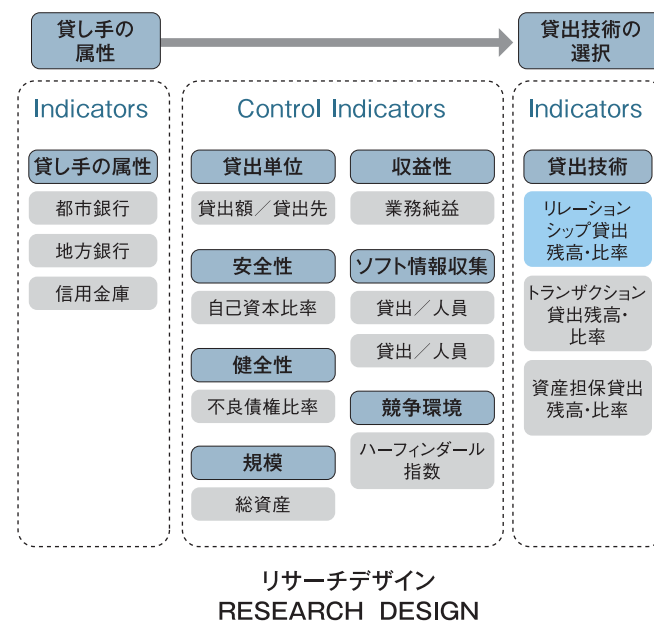 貸し手の
属性
貸出技術の
選択
Indicators
貸し手の属性
都市銀行
地方銀行
信用金庫
Control Indicators
貸出単位
貸出額／貸出先
安全性
自己資本比率
健全性
不良債権比率
規模
総資産
収益性
業務純益
ソフト情報収集
貸出／人員
貸出／人員
競争環境
ハーフィンダール
指数
Indicators
貸出技術
リレーション
シップ貸出
残高・比率
トランザクション
貸出残高・
比率
資産担保貸出
残高・比率
リサーチデザイン
RESEARCH DESIGN